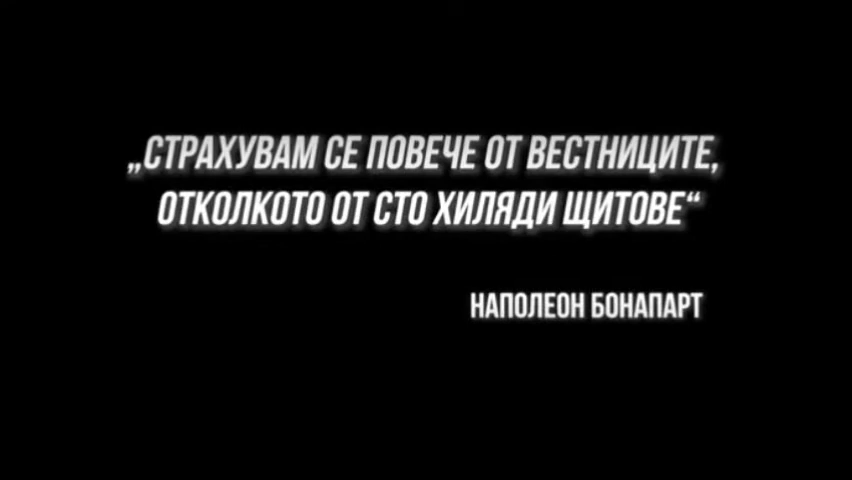 „СТРАХУВАМ СЕ ПОВЕЧЕ ОТ ВЕСТНИЦИТЕ,
ОТКОЛКОТО ОТ СТО ХИЛЯДИ ЩИТОВЕ“
НАПОЛЕОН БОНАПАРТ